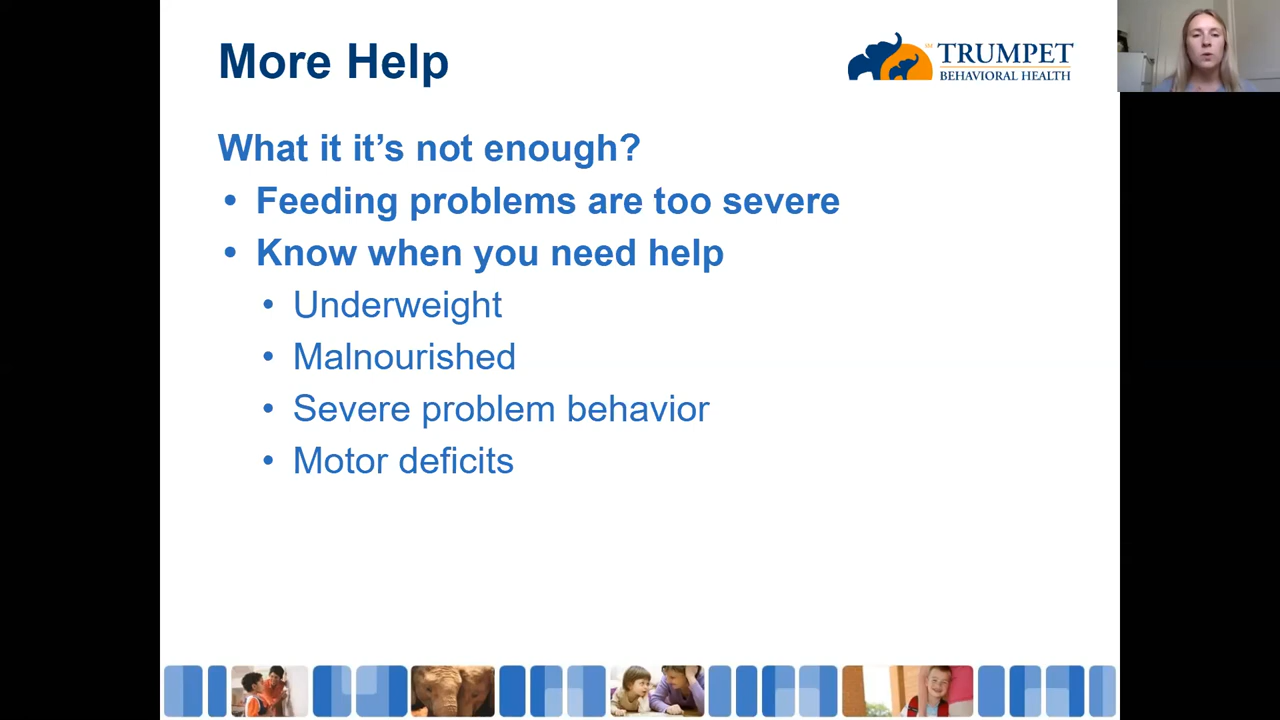 More Help
TRUMPET
BEHAVIORAL HEALTH
What it it’s not enough?
• Feeding problems are too severe
• Know when you need help
• Underweight
• Malnourished
• Severe problem behavior
• Motor deficits